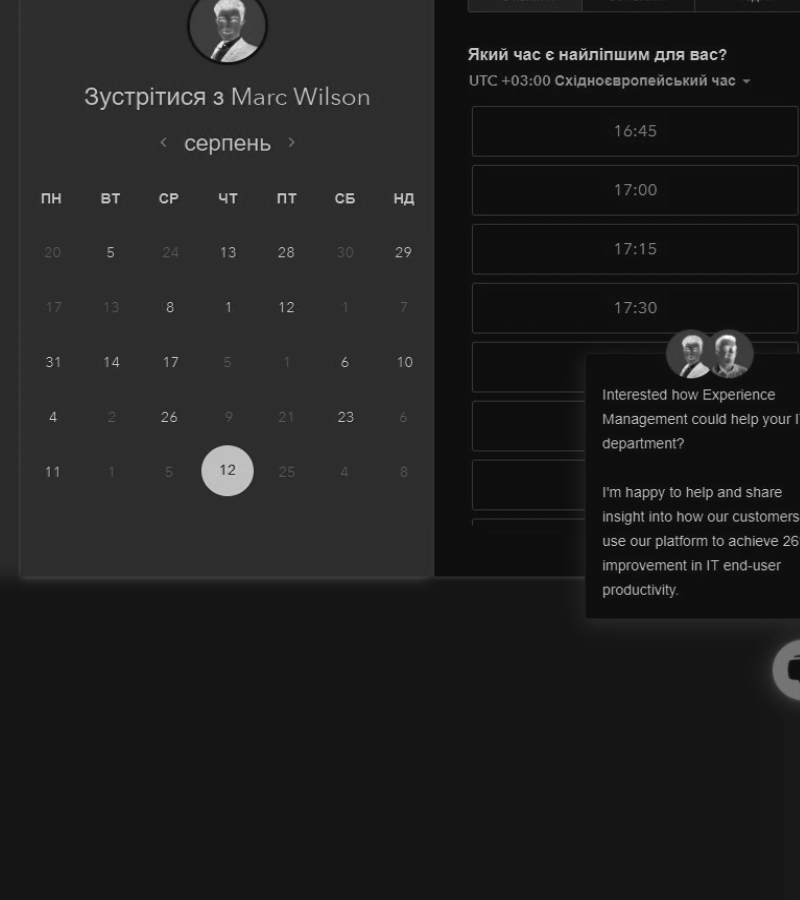 Зустрітися з Marc Wilson
серпень
ПН ВТ СР ЧТ ПТ СБ НД
20 5 24 13 28 30 29
17 13 8 1 12 1 7
31 14 17 5 1 6 10
4 2 26 9 21 23 6
11 1 5 12 25 4 8
Який час є найліпшим для вас?
UTC +03:00 Східноєвропейський час
16:45
17:00
17:15
17:30
Interested how Experience
Management could help your
department?
I'm happy to help and share
insight into how our customers
use our platform to achieve 26
improvement in IT end-user
productivity.